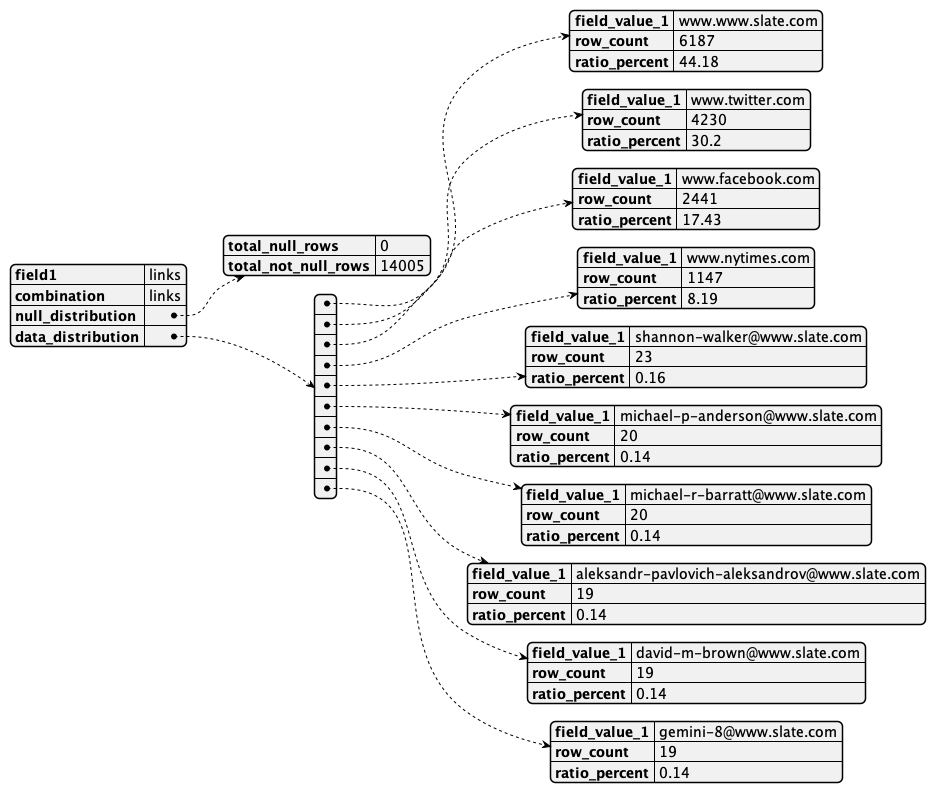 field1 links
combination links
null_distribution
data_distribution
total_null_rows 0
total_not_null_rows 14005
field_value_1 www.www.slate.com
row_count 6187
ratio_percent 44.18
field_value_1 www.twitter.com
row_count 4230
ratio_percent 30.2
field_value_1 www.facebook.com
row_count 2441
ratio_percent 17.43
field_value_1 www.nytimes.com
row_count 1147
ratio_percent 8.19
field_value_1 shannon-walker@www.slate.com
row_count 23
ratio_percent 0.16
field_value_1 michael-p-anderson@www.slate.com
row_count 20
ratio_percent 0.14
field_value_1 michael-r-barratt@www.slate.com
row_count 20
ratio_percent 0.14
field_value_1 aleksandr-pavlovich-aleksandrov@www.slate.com
row_count 19
ratio_percent 0.14
field_value_1 david-m-brown@www.slate.com
row_count 19
ratio_percent 0.14
field_value_1 gemini-8@www.slate.com
row_count 19
ratio_percent 0.14